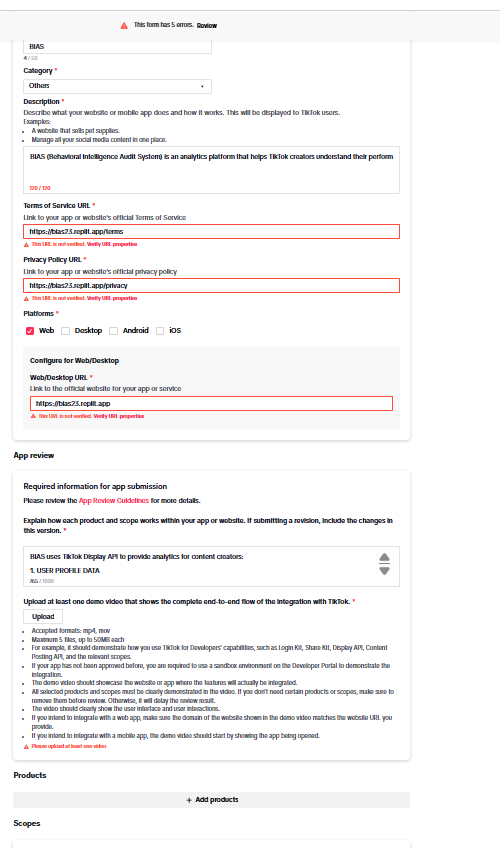 This form has 5 errors. Review
BIAS
4 / 50
Category *
Others
Description *
Describe what your website or mobile app does and how it works. This will be displayed to TikTok users.
Examples:
• A website that sells pet supplies.
• Manage all your social media content in one place.
BIAS (Behavioral Intelligence Audit System) is an analytics platform that helps TikTok creators understand their perform
120 / 120
Terms of Service URL *
Link to your app or website's official Terms of Service
https://bias23.replit.app/terms
This URL is not verified. Verify URL properties
Privacy Policy URL *
Link to your app or website's official privacy policy
https://bias23.replit.app/privacy
This URL is not verified. Verify URL properties
Platforms *
Web Desktop Android iOS
Configure for Web/Desktop
Web/Desktop URL *
Link to the official website for your app or service
https://bias23.replit.app
This URL is not verified. Verify URL properties
App review
Required information for app submission
Please review the App Review Guidelines for more details.
Explain how each product and scope works within your app or website. If submitting a revision, include the changes in
this version. *
BIAS uses TikTok Display API to provide analytics for content creators:
1. USER PROFILE DATA
765 / 1000
Upload at least one demo video that shows the complete end-to-end flow of the integration with TikTok. *
Upload
• Accepted formats: mp4, mov
• Maximum 5 files, up to 50MB each
• For example, it should demonstrate how you use TikTok for Developers' capabilities, such as Login Kit, Share Kit, Display API, Content
Posting API, and the relevant scopes.
• If your app has not been approved before, you are required to use a sandbox environment on the Developer Portal to demonstrate the
integration.
• The demo video should showcase the website or app where the features will actually be integrated.
• All selected products and scopes must be clearly demonstrated in the video. If you don't need certain products or scopes, make sure to
remove them before review. Otherwise, it will delay the review result.
• The video should clearly show the user interface and user interactions.
• If you intend to integrate with a web app, make sure the domain of the website shown in the demo video matches the website URL you
provide.
• If you intend to integrate with a mobile app, the demo video should start by showing the app being opened.
Please upload at least one video
Products
+ Add products
Scopes